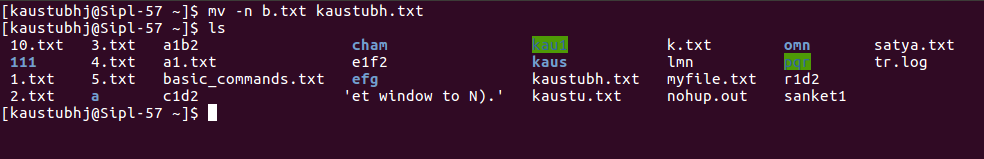 [kaustubhj@Sipl-57 ~]$ mv -n b.txt kaustubh.txt
[kaustubhj@Sipl-57 ~]$ ls
10.txt 3.txt a1b2 cham kau1 k.txt omn satya.txt
111 4.txt a1.txt e1f2 kaus lmn pqr tr.log
1.txt 5.txt basic_commands.txt efg kaustubh.txt myfile.txt r1d2
2.txt a c1d2 'et window to N).' kaustu.txt nohup.out sanket1
[kaustubhj@Sipl-57 ~]$